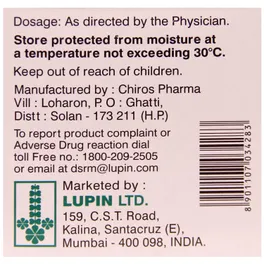 Dosage: As directed by the Physician.
Store protected from moisture at
a temperature not exceeding 30°C.
Keep out of reach of children.
Manufactured by : Chiros Pharma
Vill : Loharon, P.O : Ghatti,
Distt : Solan - 173 211 (H.P.)
To report product complaint or
Adverse Drug reaction dial
toll Free No.: 1800-209-2505
or email at dsrm@lupin.com
Marketed by :
LUPIN LTD.
159, C.S.T. Road,
Kalina, Santacruz (E),
Mumbai - 400 098, INDIA.
8 901107 034283